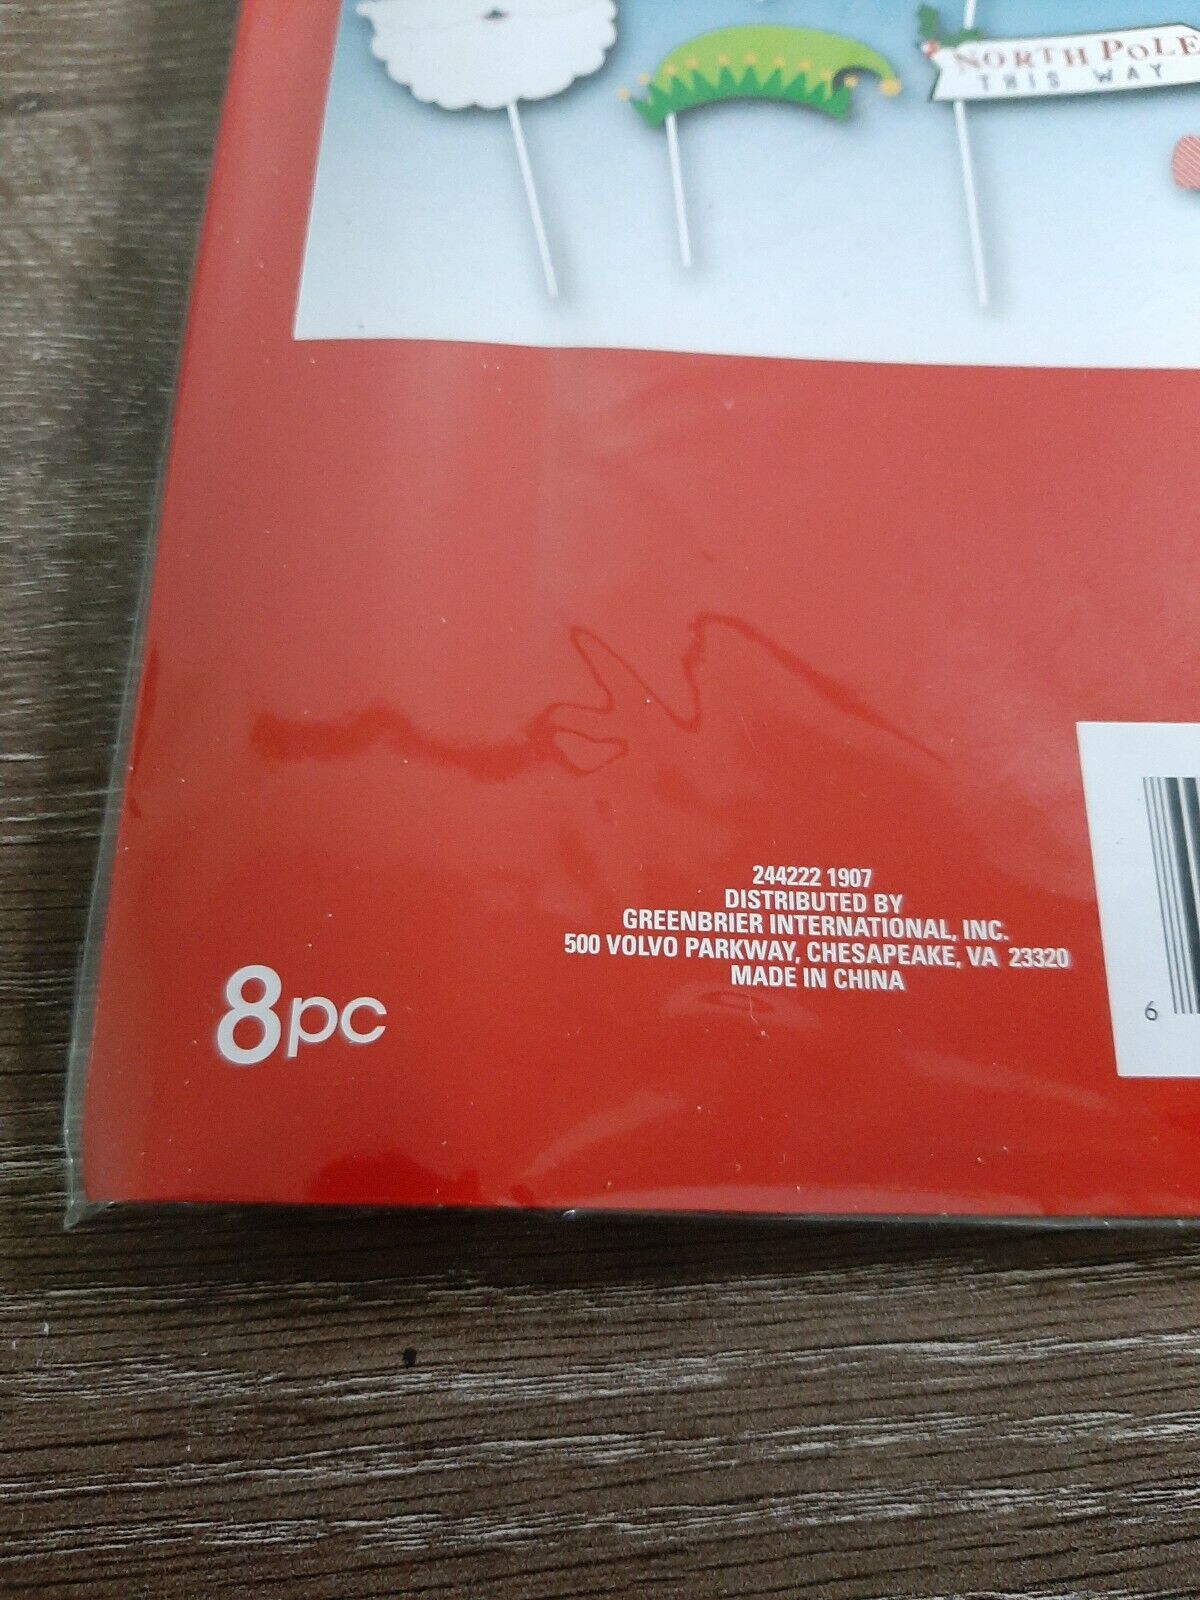 NORTH POLE
THIS WAY
244222 1907
DISTRIBUTED BY
GREENBRIER INTERNATIONAL, INC.
500 VOLVO PARKWAY, CHESAPEAKE, VA 23320
MADE IN CHINA
8pc
6